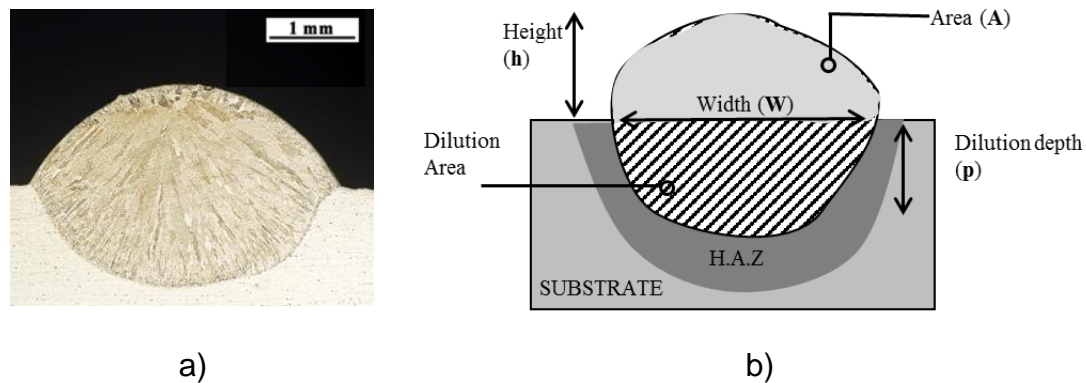 1 mm
Height
(h)
Area (A)
Width (W)
Dilution
Area
Dilution depth
(p)
H.A.Z
SUBSTRATE
a)
b)